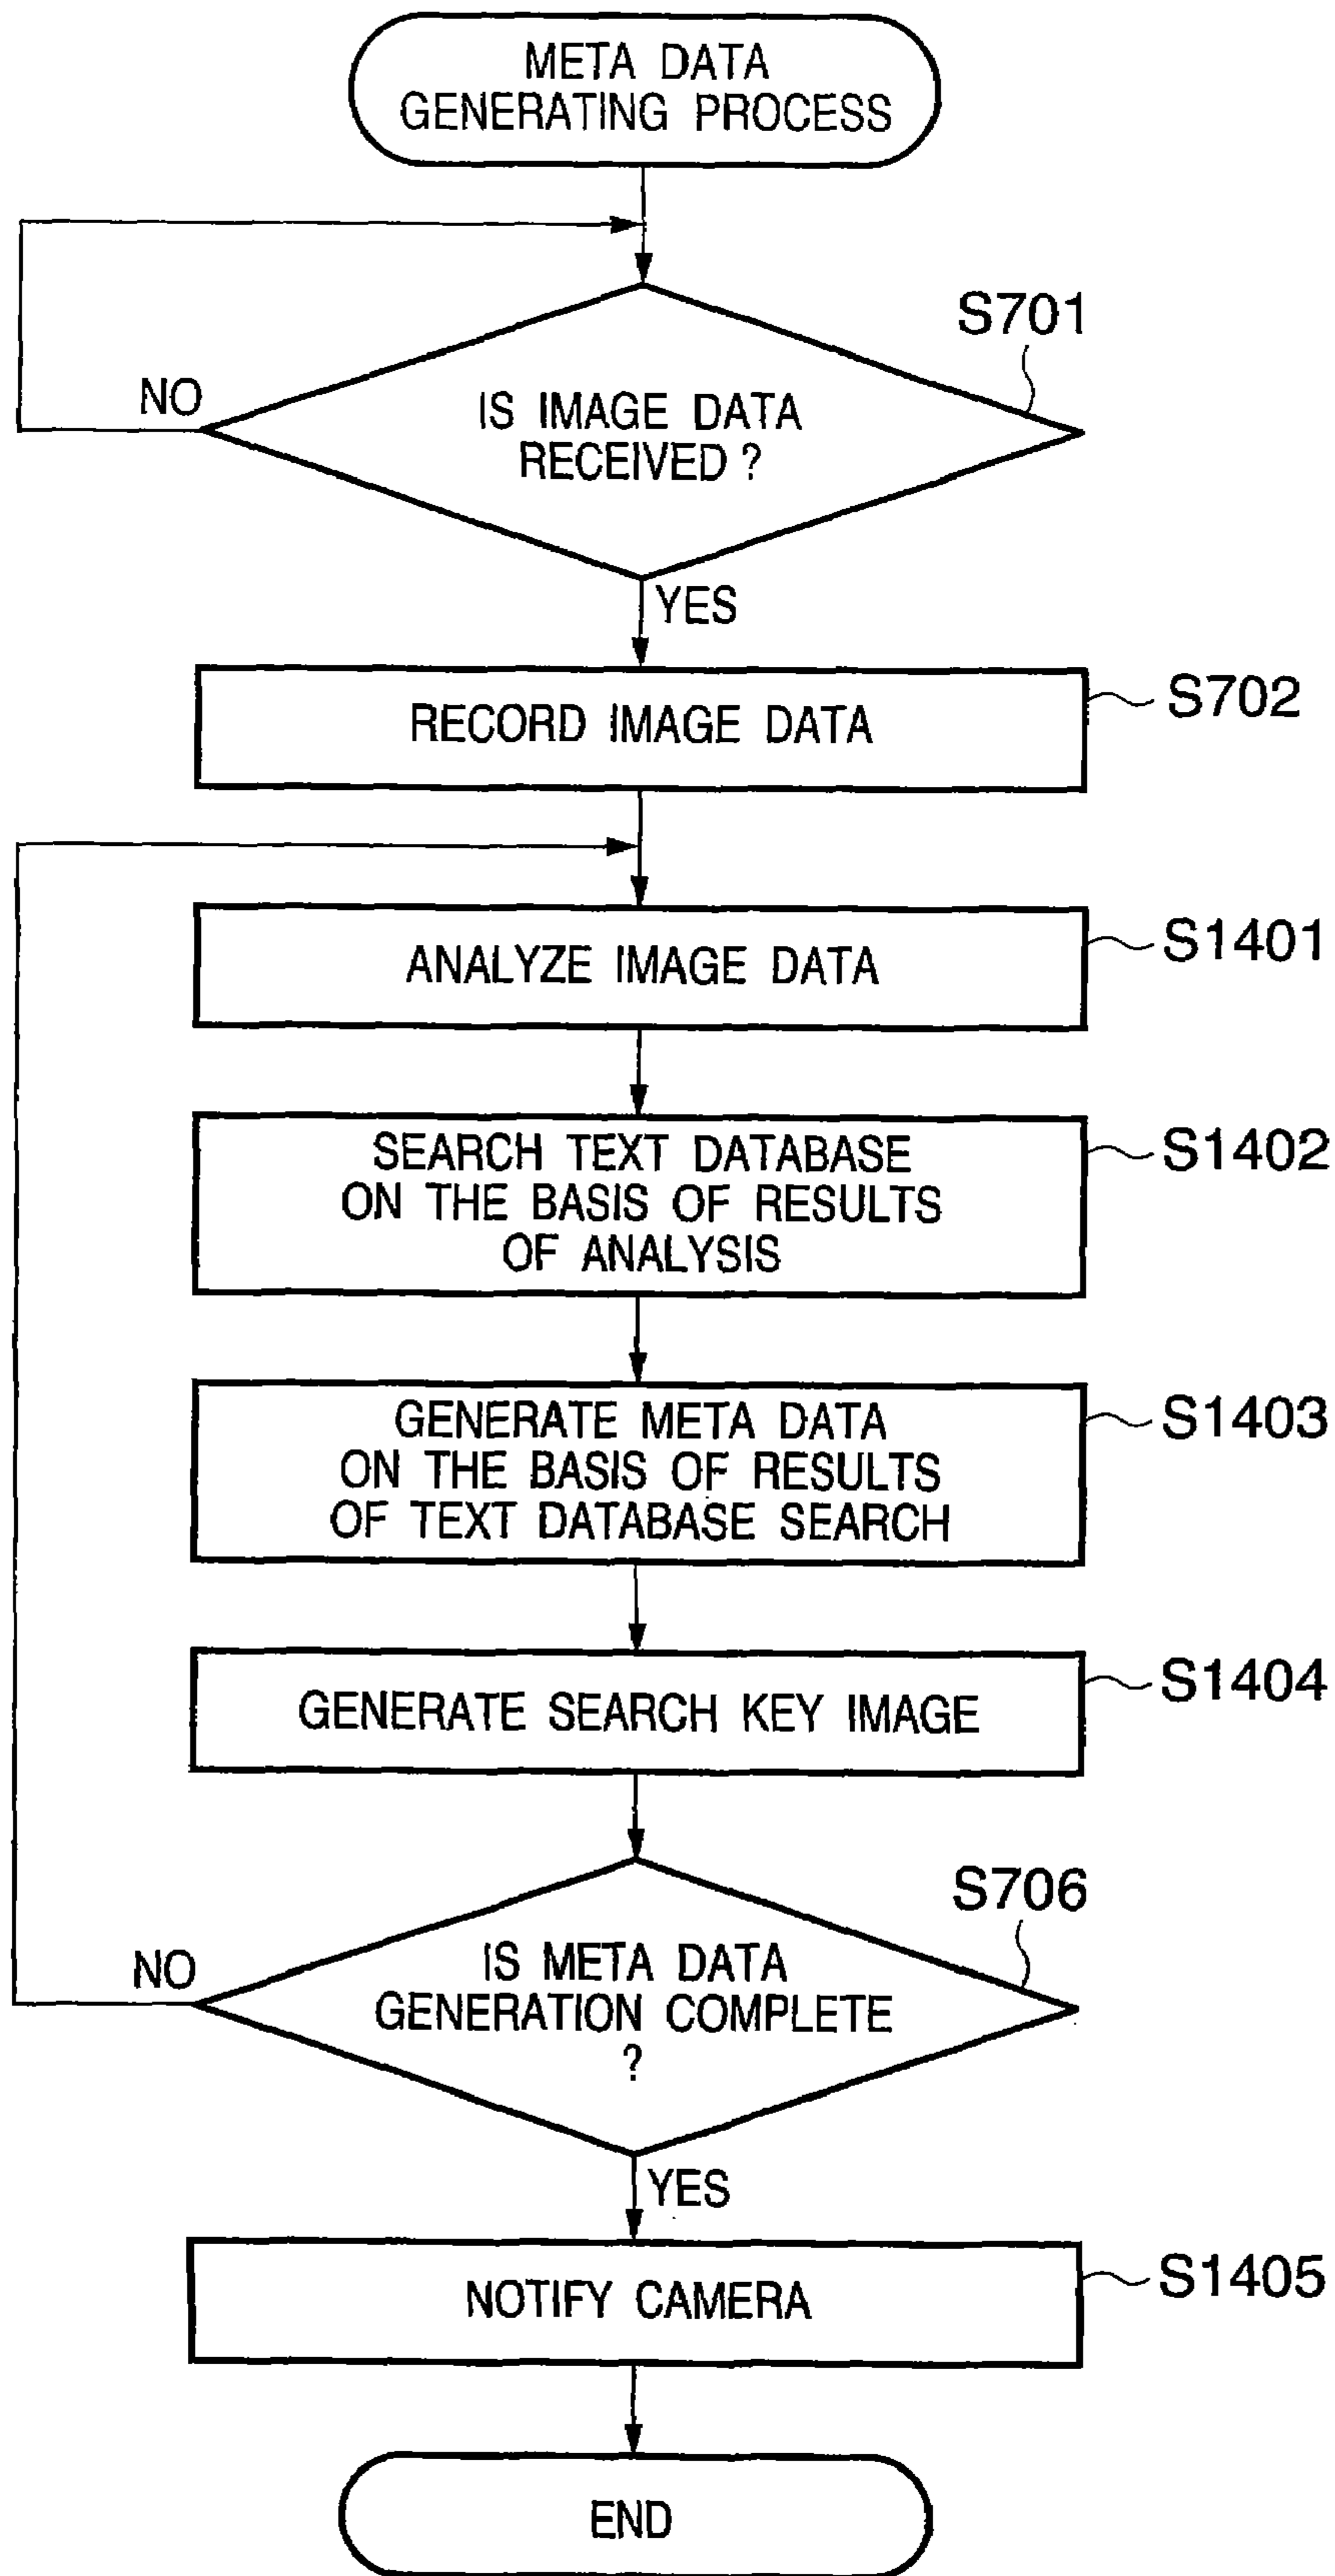 META DATA
GENERATING PROCESS
S701
NO
IS IMAGE DATA
RECEIVED ?
YES
RECORD IMAGE DATA
S702
ANALYZE IMAGE DATA
S1401
SEARCH TEXT DATABASE
ON THE BASIS OF RESULTS
OF ANALYSIS
S1402
GENERATE META DATA
ON THE BASIS OF RESULTS
OF TEXT DATABASE SEARCH
S1403
GENERATE SEARCH KEY IMAGE
S1404
S706
NO
IS META DATA
GENERATION COMPLETE
?
YES
NOTIFY CAMERA
S1405
END